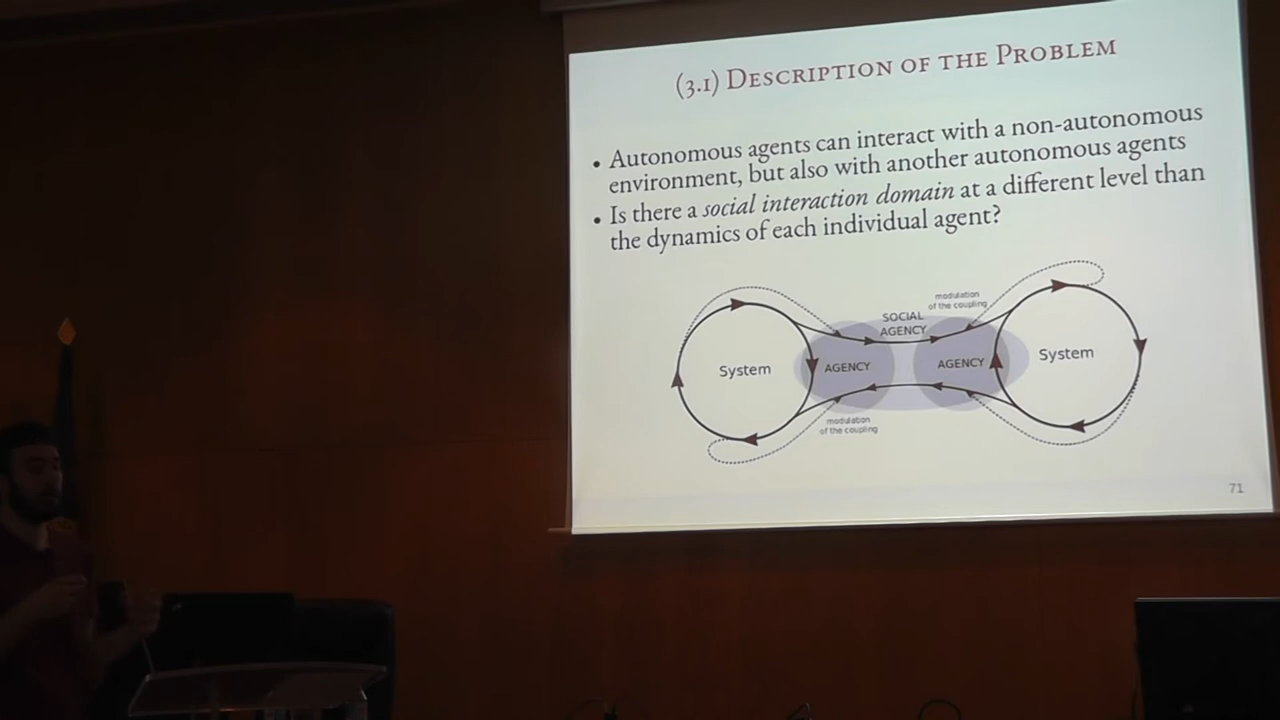 (3.1) Description of the Problem
• Autonomous agents can interact with a non-autonomous
environment, but also with another autonomous agents
• Is there a social interaction domain at a different level than
the dynamics of each individual agent?
modulation
of the coupling
SOCIAL
AGENCY
System
AGENCY
AGENCY
System
modulation
of the coupling
71